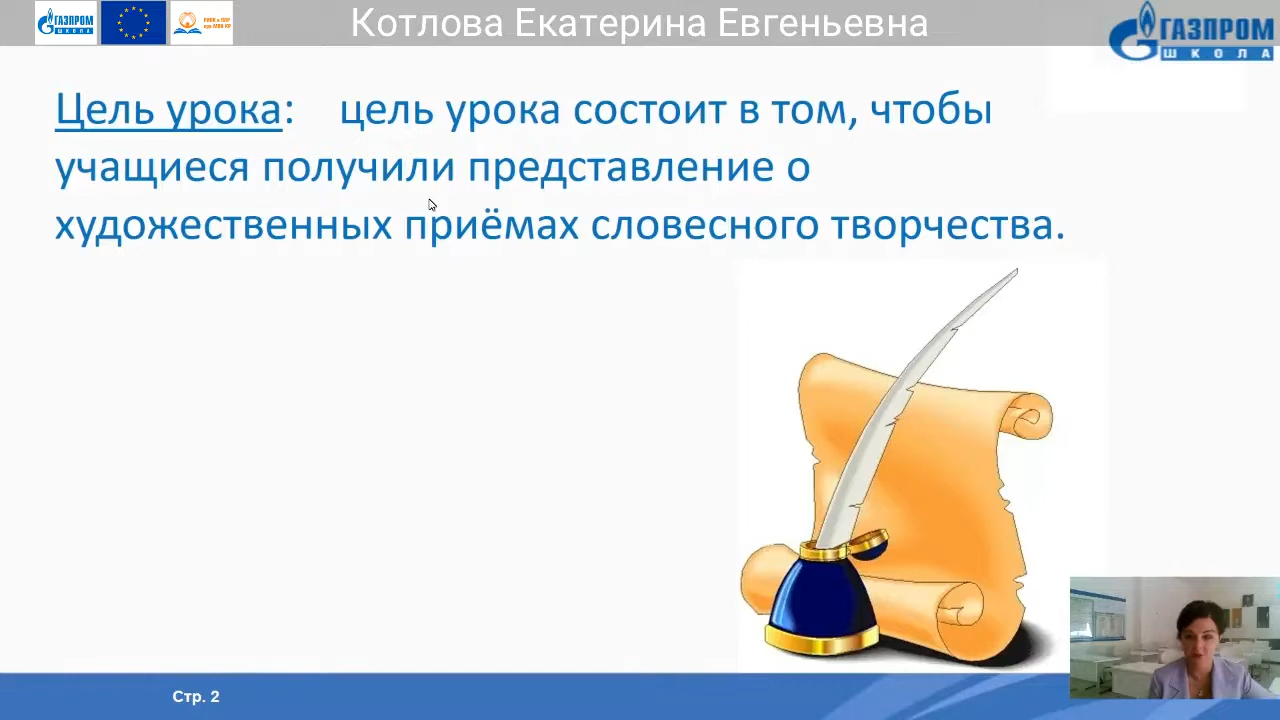 ГАЗПРОМ
ШКОЛА
Котлова Екатерина Евгеньевна
ГАЗПРОМ
ШКОЛА
Цель урока: цель урока состоит в том, чтобы
учащиеся получили представление о
художественных приёмах словесного творчества.
Стр. 2